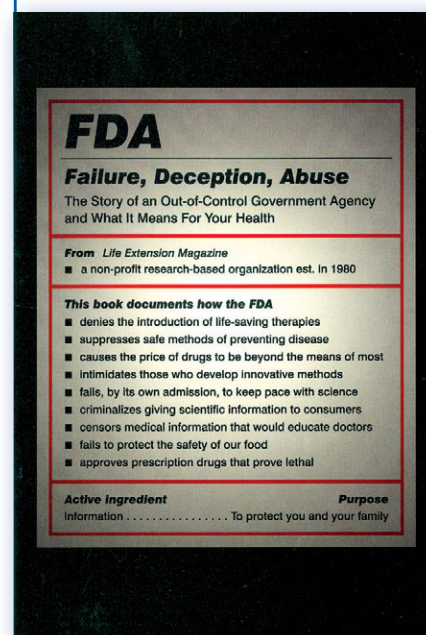 FDA
Failure, Deception, Abuse
The Story of an Out-of-Control Government Agency
and What It Means For Your Health
From Life Extension Magazine
■ a non-profit research-based organization est. in 1980
This book documents how the FDA
■ denies the introduction of life-saving therapies
■ suppresses safe methods of preventing disease
■ causes the price of drugs to be beyond the means of most
■ intimidates those who develop innovative methods
■ fails, by its own admission, to keep pace with science
■ criminalizes giving scientific information to consumers
■ censors medical information that would educate doctors
■ fails to protect the safety of our food
■ approves prescription drugs that prove lethal
Active ingredient Purpose
Information . . . . . . . . . . . . . . . . To protect you and your family